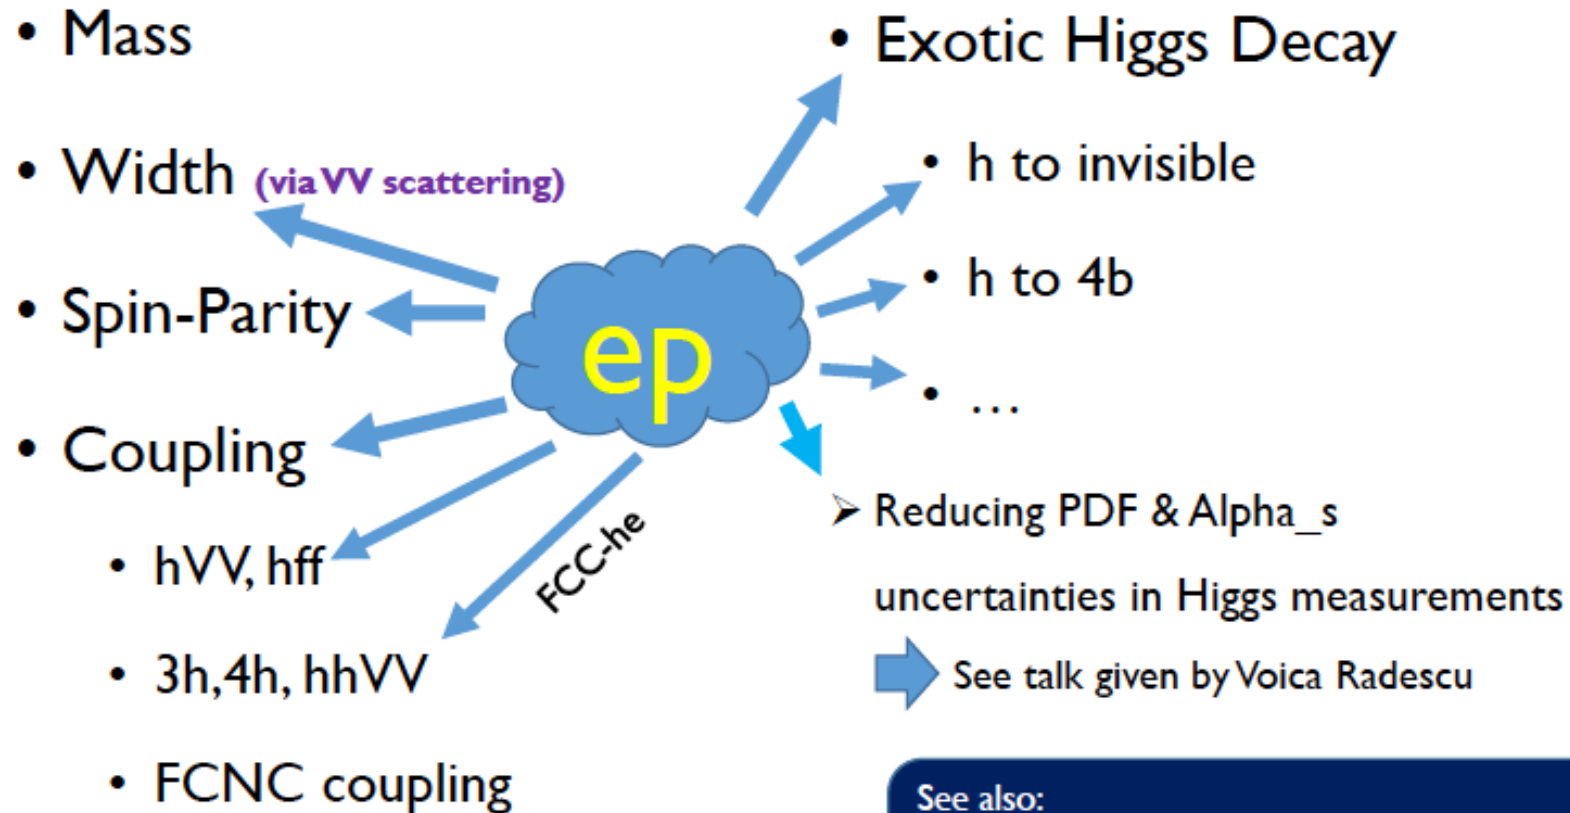 • Mass
• Width (via VV scattering)
• Spin-Parity
• Coupling
• hVV, hff
• 3h,4h, hhVV
• FCNC coupling
ep
FCC-he
• Exotic Higgs Decay
• h to invisible
• h to 4b
• …
➢ Reducing PDF & Alpha_s
uncertainties in Higgs measurements
See talk given by Voica Radescu
See also: